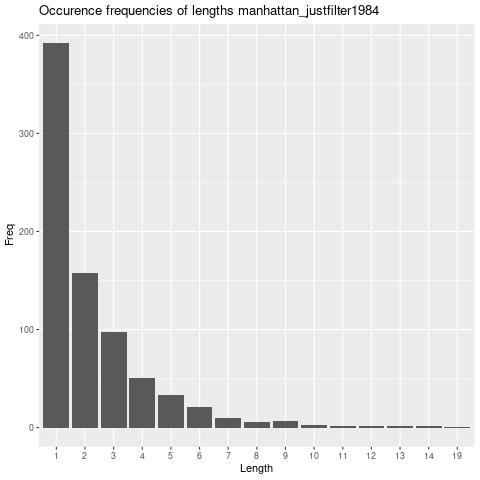 Occurence frequencies of lengths manhattan_justfilter1984
Freq
400
300
200
100
0
1 2 3 4 5 6 7 8 9 10 11 12 13 14 19
Length